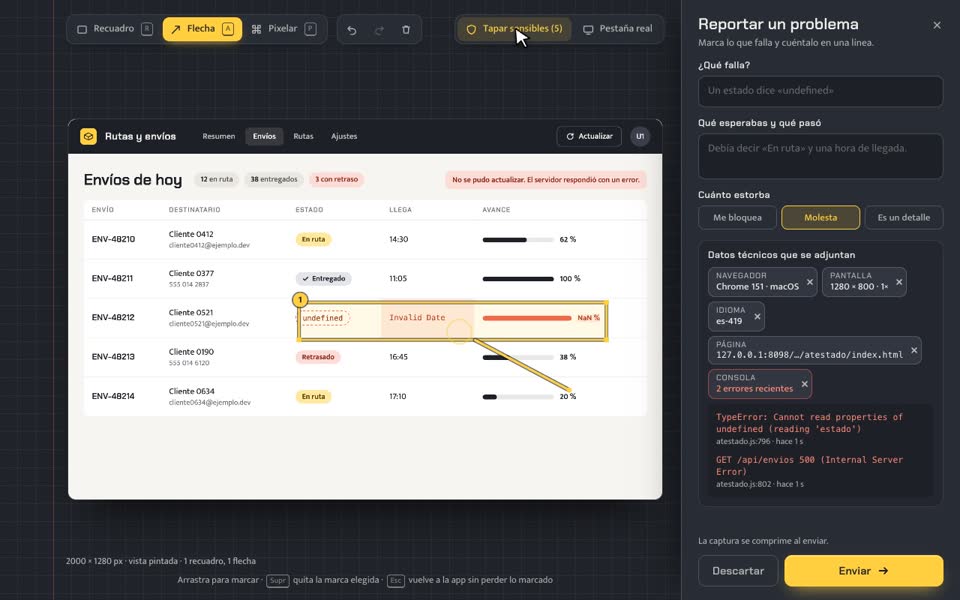 Recuadro R
Flecha A
Pixelar P
Tapar sensibles (5)
Pestaña real
Reportar un problema
Marca lo que falla y cuéntalo en una línea.
¿Qué falla?
Un estado dice «undefined»
Qué esperabas y qué pasó
Debía decir «En ruta» y una hora de llegada.
Cuánto estorba
Me bloquea
Molesta
Es un detalle
Datos técnicos que se adjuntan
NAVEGADOR
Chrome 151 · macOS
PANTALLA
1280 × 800 · 1×
IDIOMA
es-419
PÁGINA
127.0.0.1:8098/…/atestado/index.html
CONSOLA
2 errores recientes
TypeError: Cannot read properties of
undefined (reading 'estado')
atestado.js:796 · hace 1 s
GET /api/envios 500 (Internal Server
Error)
atestado.js:802 · hace 1 s
La captura se comprime al enviar.
Descartar
Enviar →
Rutas y envíos
Resumen
Envíos
Rutas
Ajustes
Actualizar
U1
Envíos de hoy
12 en ruta
38 entregados
3 con retraso
No se pudo actualizar. El servidor respondió con un error.
ENVÍO DESTINATARIO ESTADO LLEGA AVANCE
ENV-48210 Cliente 0412 En ruta 14:30 62 %
cliente0412@ejemplo.dev
ENV-48211 Cliente 0377 Entregado 11:05 100 %
555 014 2837
1
ENV-48212 Cliente 0521 undefined Invalid Date NaN %
cliente0521@ejemplo.dev
ENV-48213 Cliente 0190 Retrasado 16:45 38 %
555 014 6120
ENV-48214 Cliente 0634 En ruta 17:10 20 %
cliente0634@ejemplo.dev
2000 × 1280 px · vista pintada · 1 recuadro, 1 flecha
Arrastra para marcar · Supr quita la marca elegida · Esc vuelve a la app sin perder lo marcado